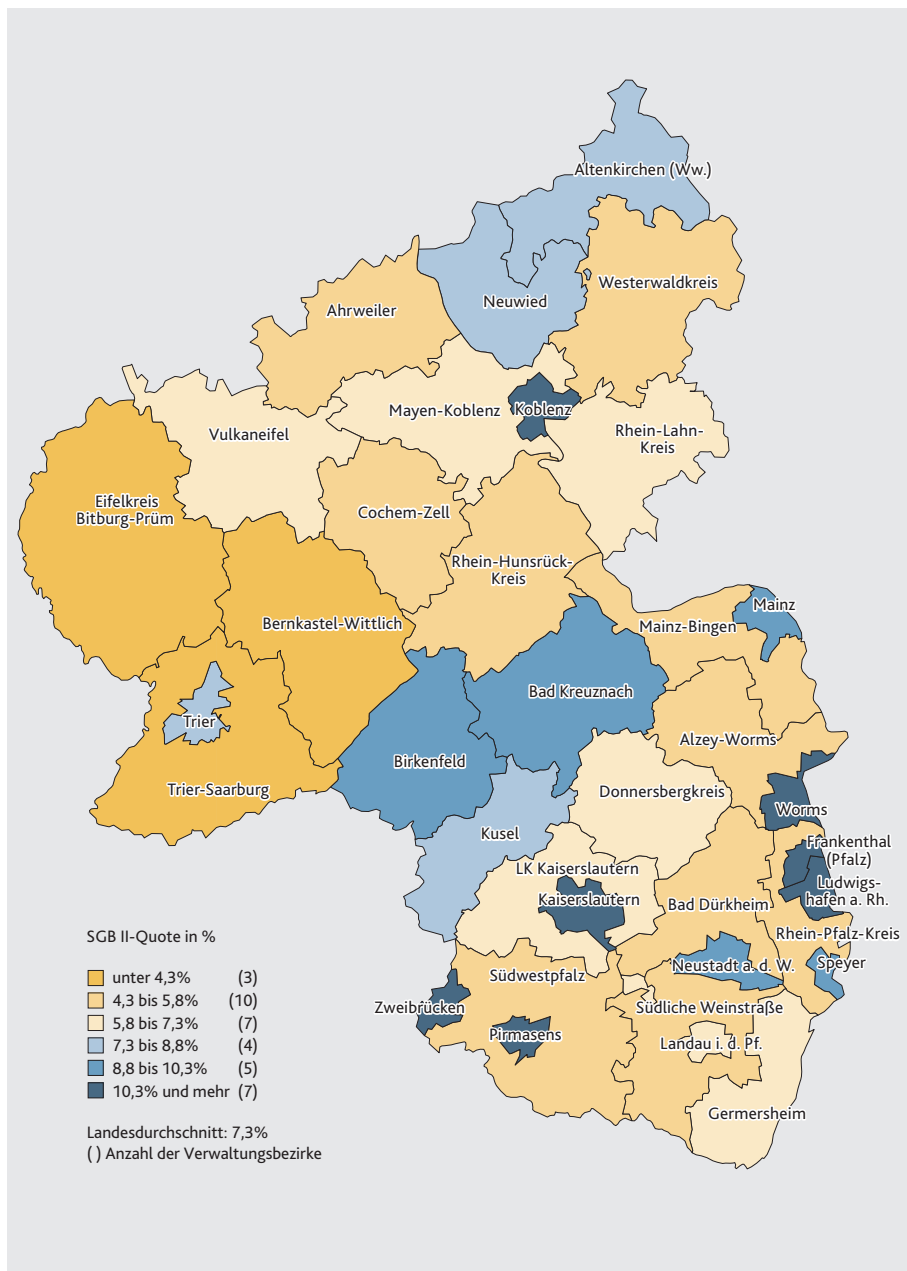 Altenkirchen (Ww.)
Westerwaldkreis
Neuwied
Ahrweiler
Mayen-Koblenz
Koblenz
Vulkaneifel
Rhein-Lahn-
Kreis
Eifelkreis
Bitburg-Prüm
Cochem-Zell
Rhein-Hunsrück-
Kreis
Mainz
Bernkastel-Wittlich
Mainz-Bingen
Bad Kreuznach
Trier
Alzey-Worms
Birkenfeld
Trier-Saarburg
Donnersbergkreis
Worms
Kusel
Frankenthal
(Pfalz)
LK Kaiserslautern
Ludwigs-
hafen a. Rh.
Kaiserslautern
Bad Dürkheim
Rhein-Pfalz-Kreis
Neustadt a. d. W.
Speyer
Südwestpfalz
Zweibrücken
Südliche Weinstraße
Pirmasens
Landau i. d. Pf.
Germersheim
SGB II-Quote in %
unter 4,3% (3)
4,3 bis 5,8% (10)
5,8 bis 7,3% (7)
7,3 bis 8,8% (4)
8,8 bis 10,3% (5)
10,3% und mehr (7)
Landesdurchschnitt: 7,3%
( ) Anzahl der Verwaltungsbezirke